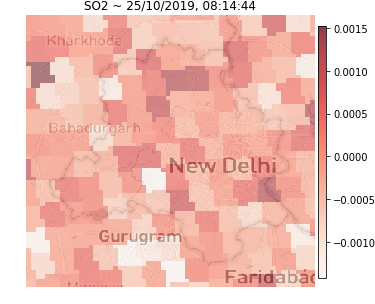 SO2 ~ 25/10/2019, 08:14:44
Kharkhoda
Bahadurgarh
New Delhi
Gurugram
Faridabad
0.0015
0.0010
0.0005
0.0000
−0.0005
−0.0010